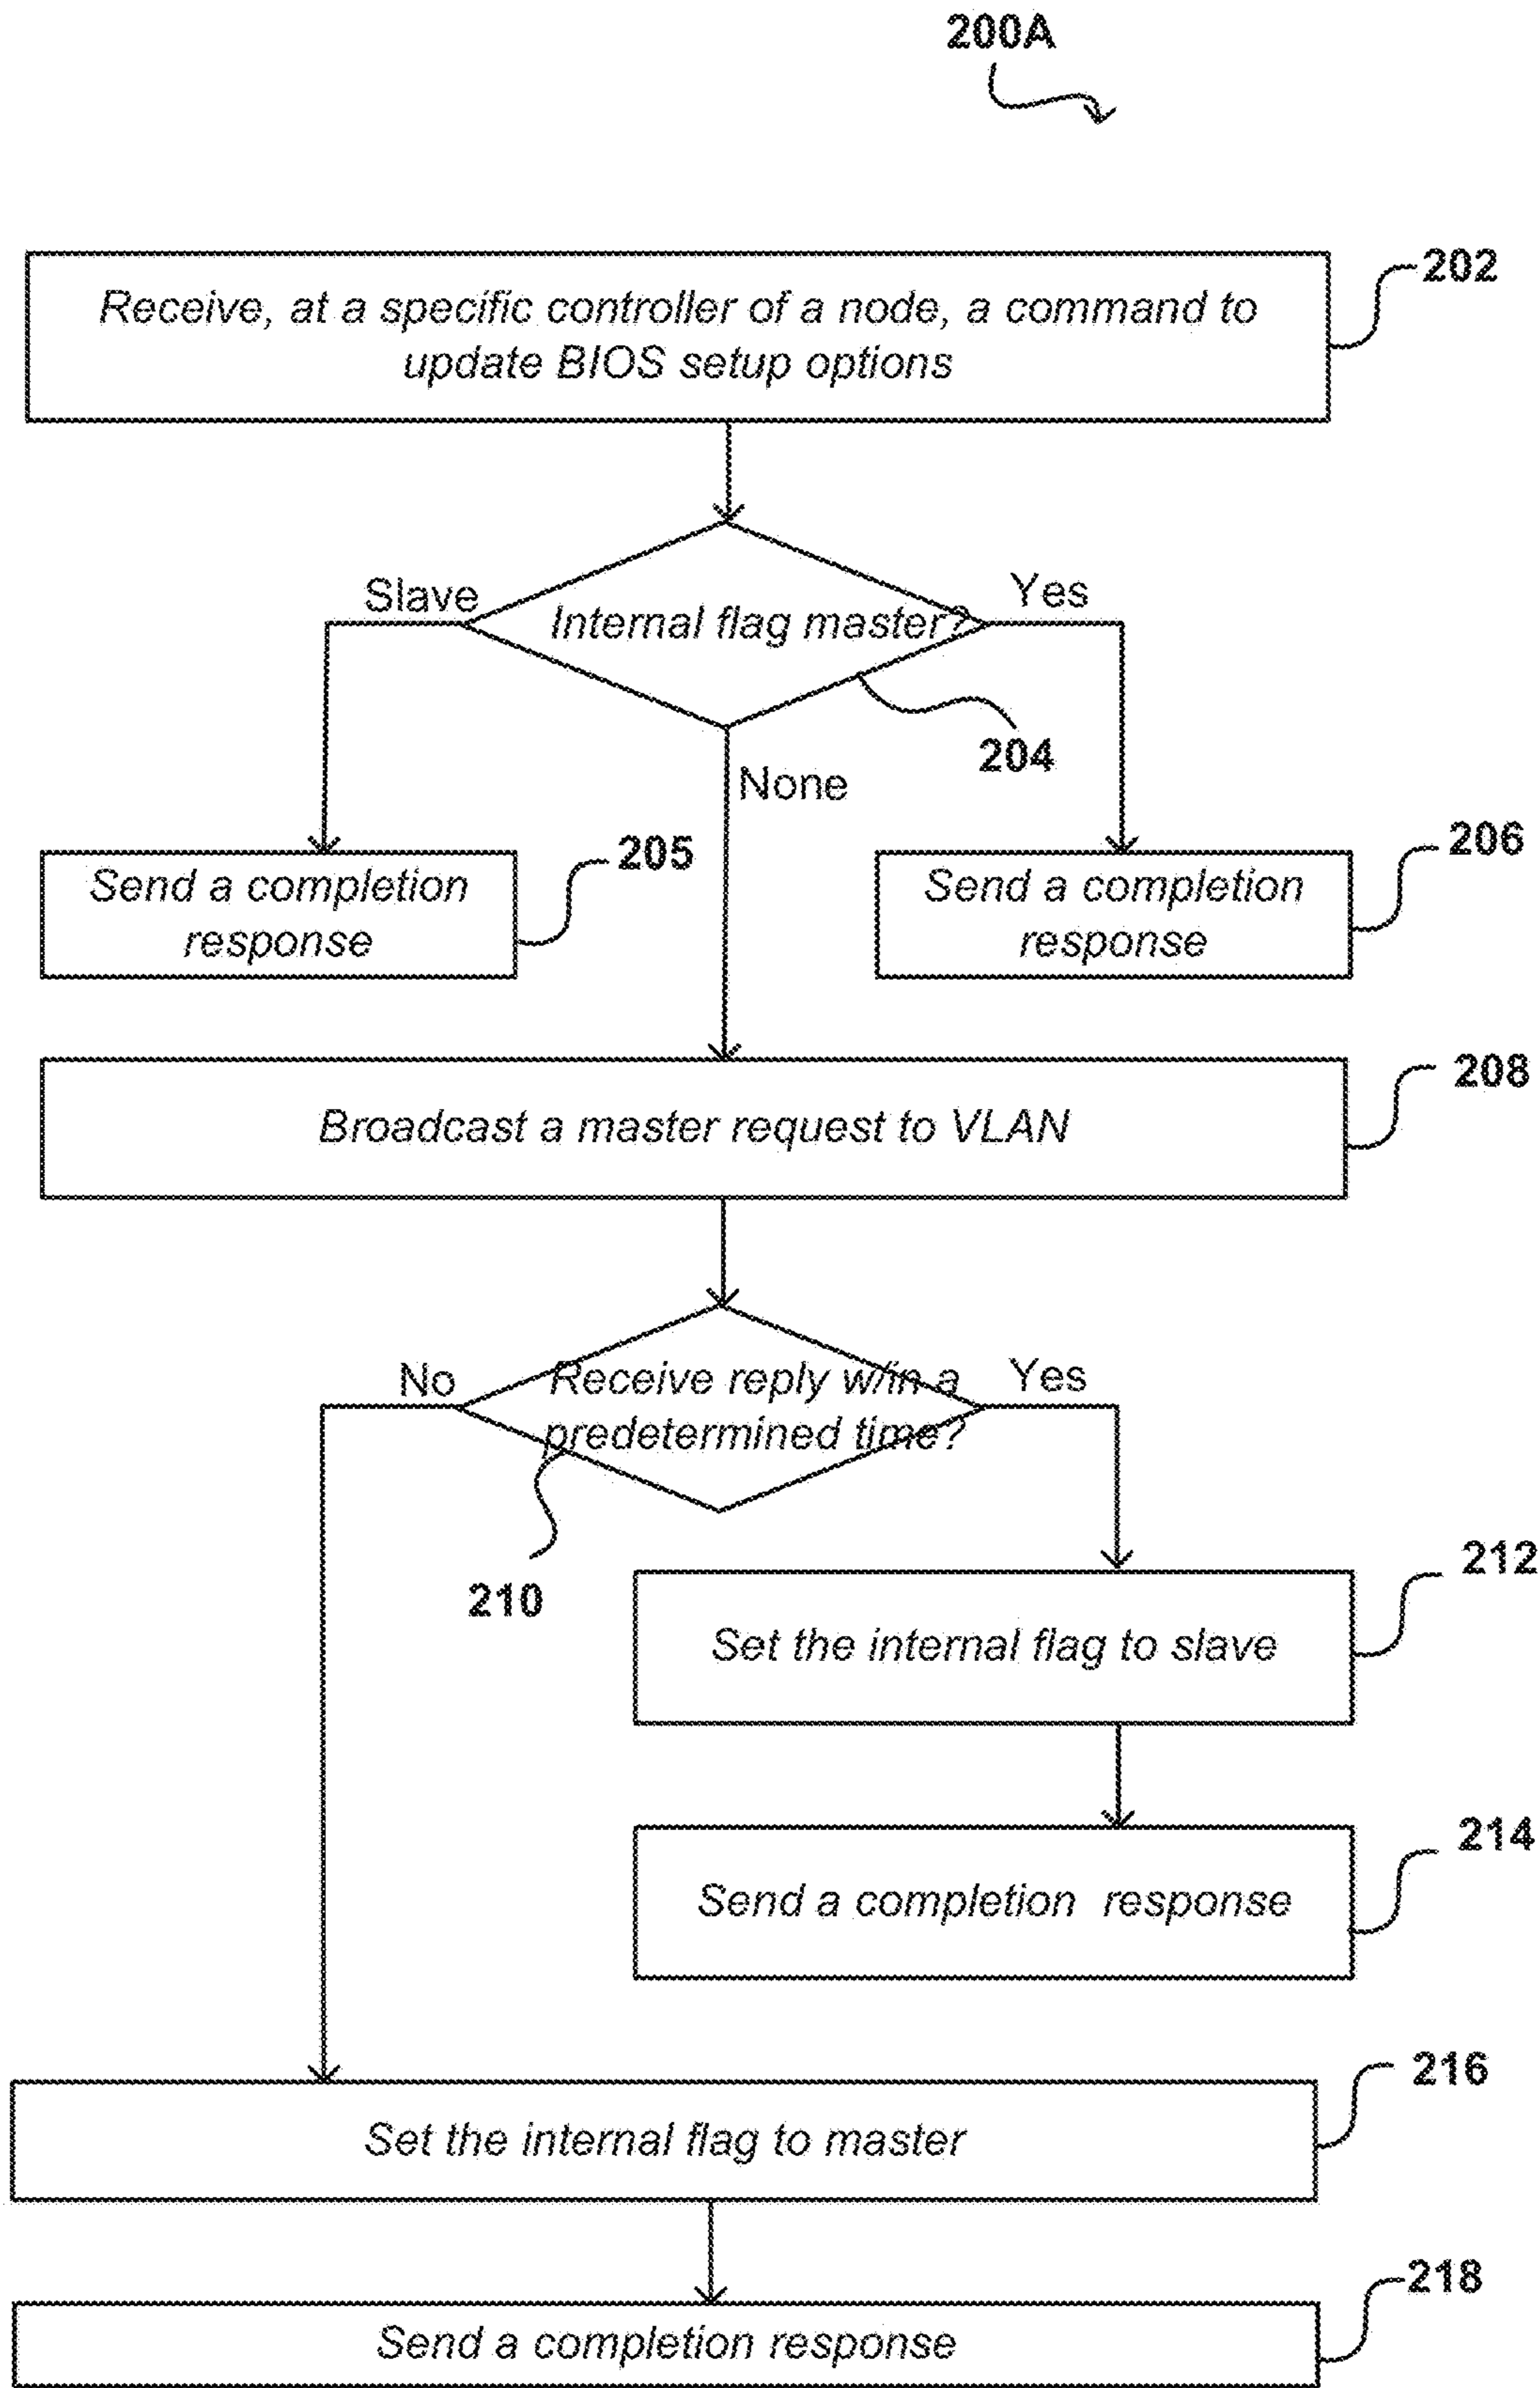 200A
Receive, at a specific controller of a node, a command to
update BIOS setup options
202
Slave
Internal flag master?
Yes
204
None
Send a completion
response
205
Send a completion
response
206
Broadcast a master request to VLAN
208
No
Receive reply w/in a
predetermined time?
Yes
210
Set the internal flag to slave
212
Send a completion response
214
Set the internal flag to master
216
Send a completion response
218